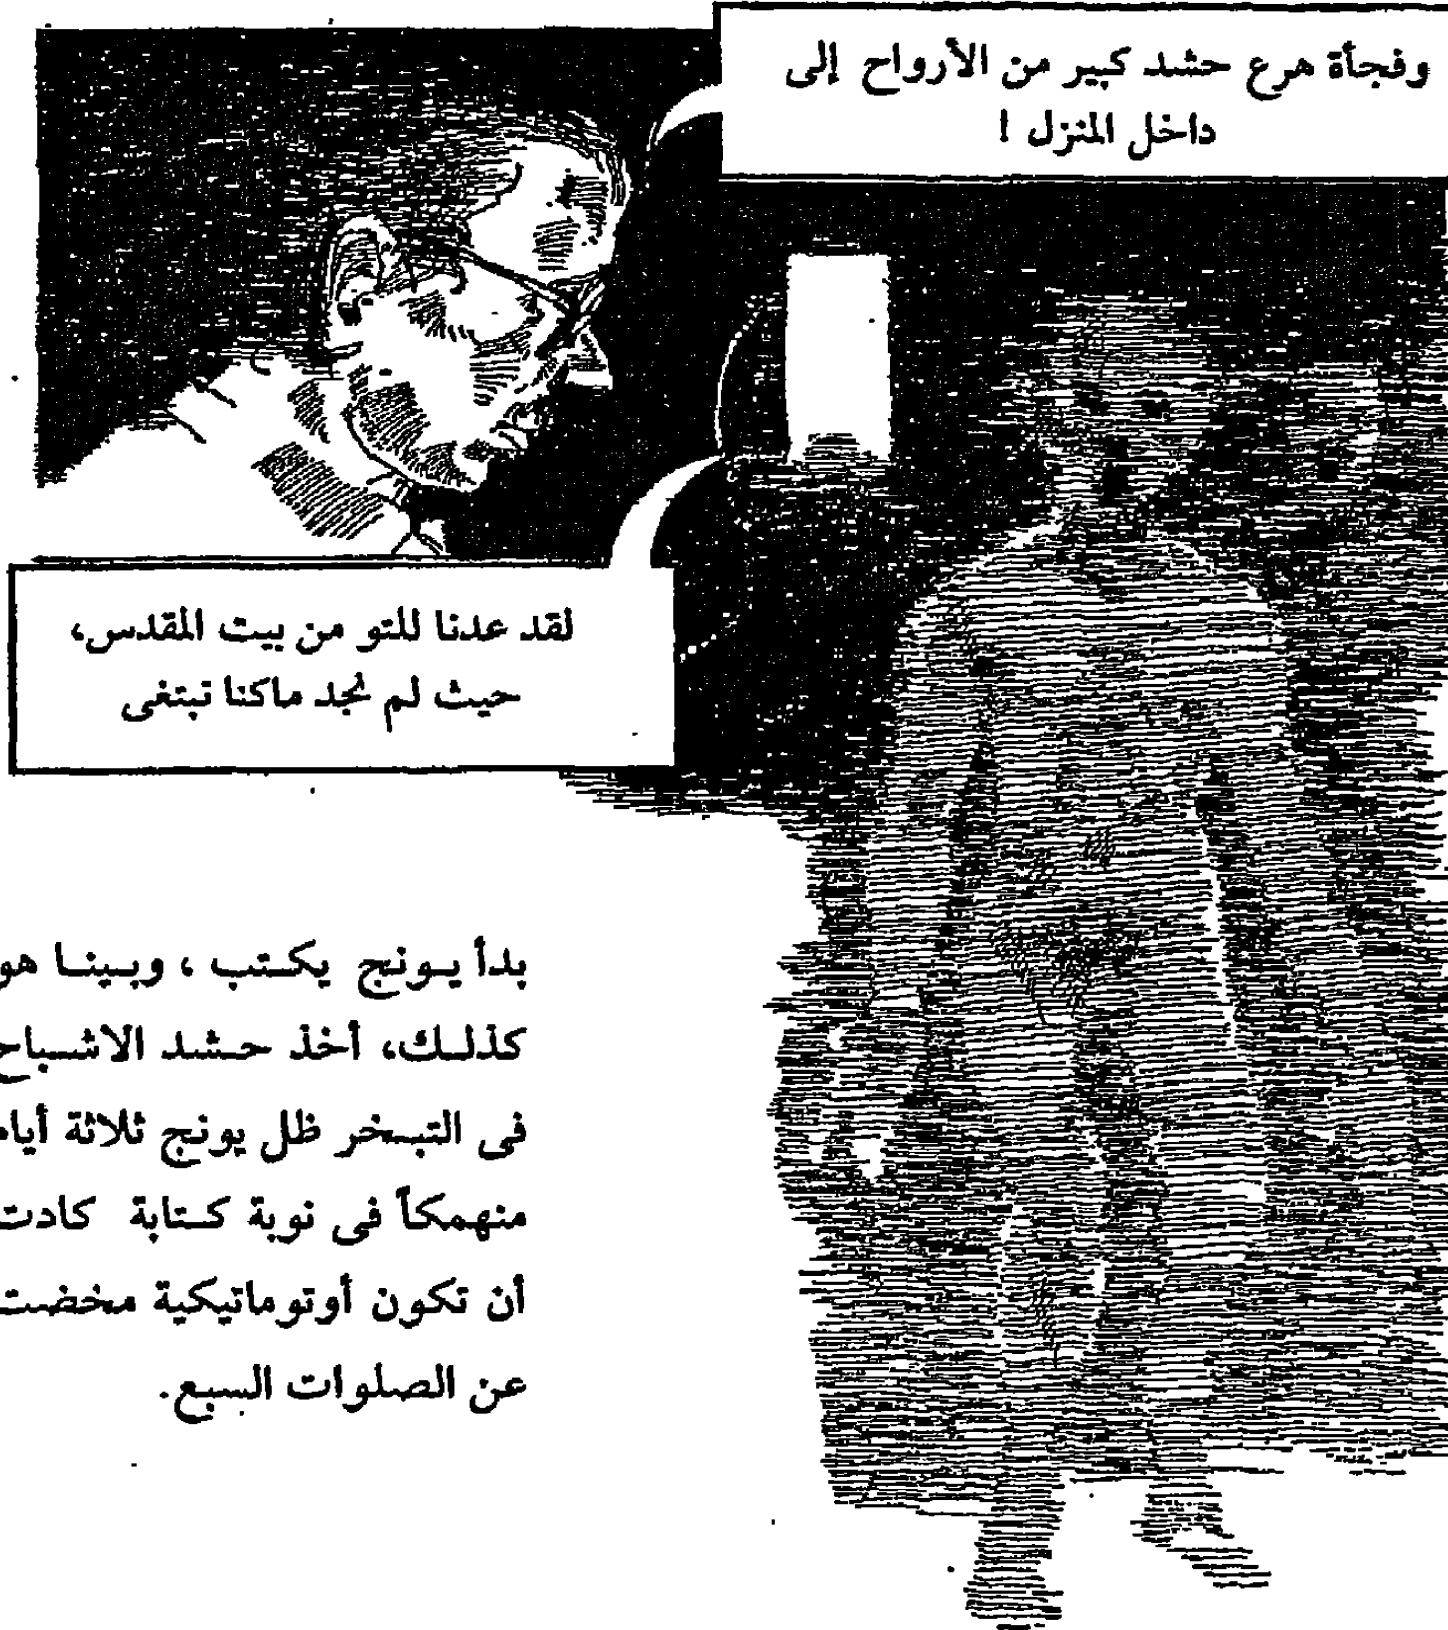 وفجأة هرع حشد كبير من الأرواح إلى
داخل المنزل !
لقد عدنا للتو من بيت المقدس،
حيث لم نجد ماكنا نبتغى
بدأ يونج يكتب ، وبينا هو
كذلك، أخذ حشد الاشباح
فى التبخر ظل يونج ثلاثة أيام
منهمكاً فى نوبة كتابة كادت
أن تكون أوتوماتيكية مخضت
عن الصلوات السبع.